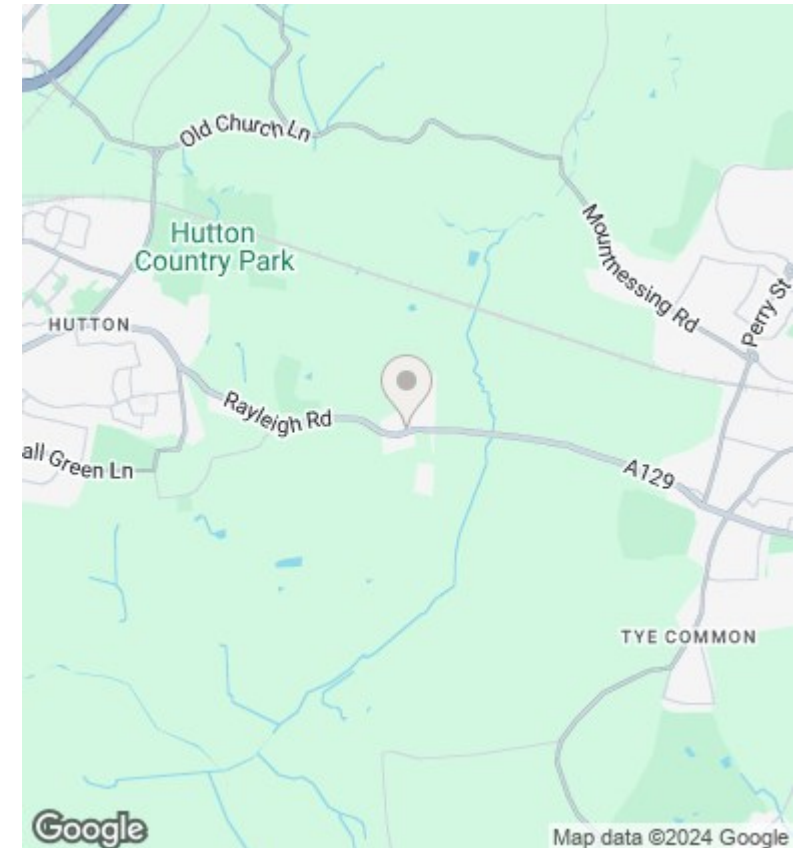 Old Church Ln
Hutton
Country Park
Mountnessing Rd
Perry St
HUTTON
Rayleigh Rd
all Green Ln
A129
TYE COMMON
Google
Map data ©2024 Google